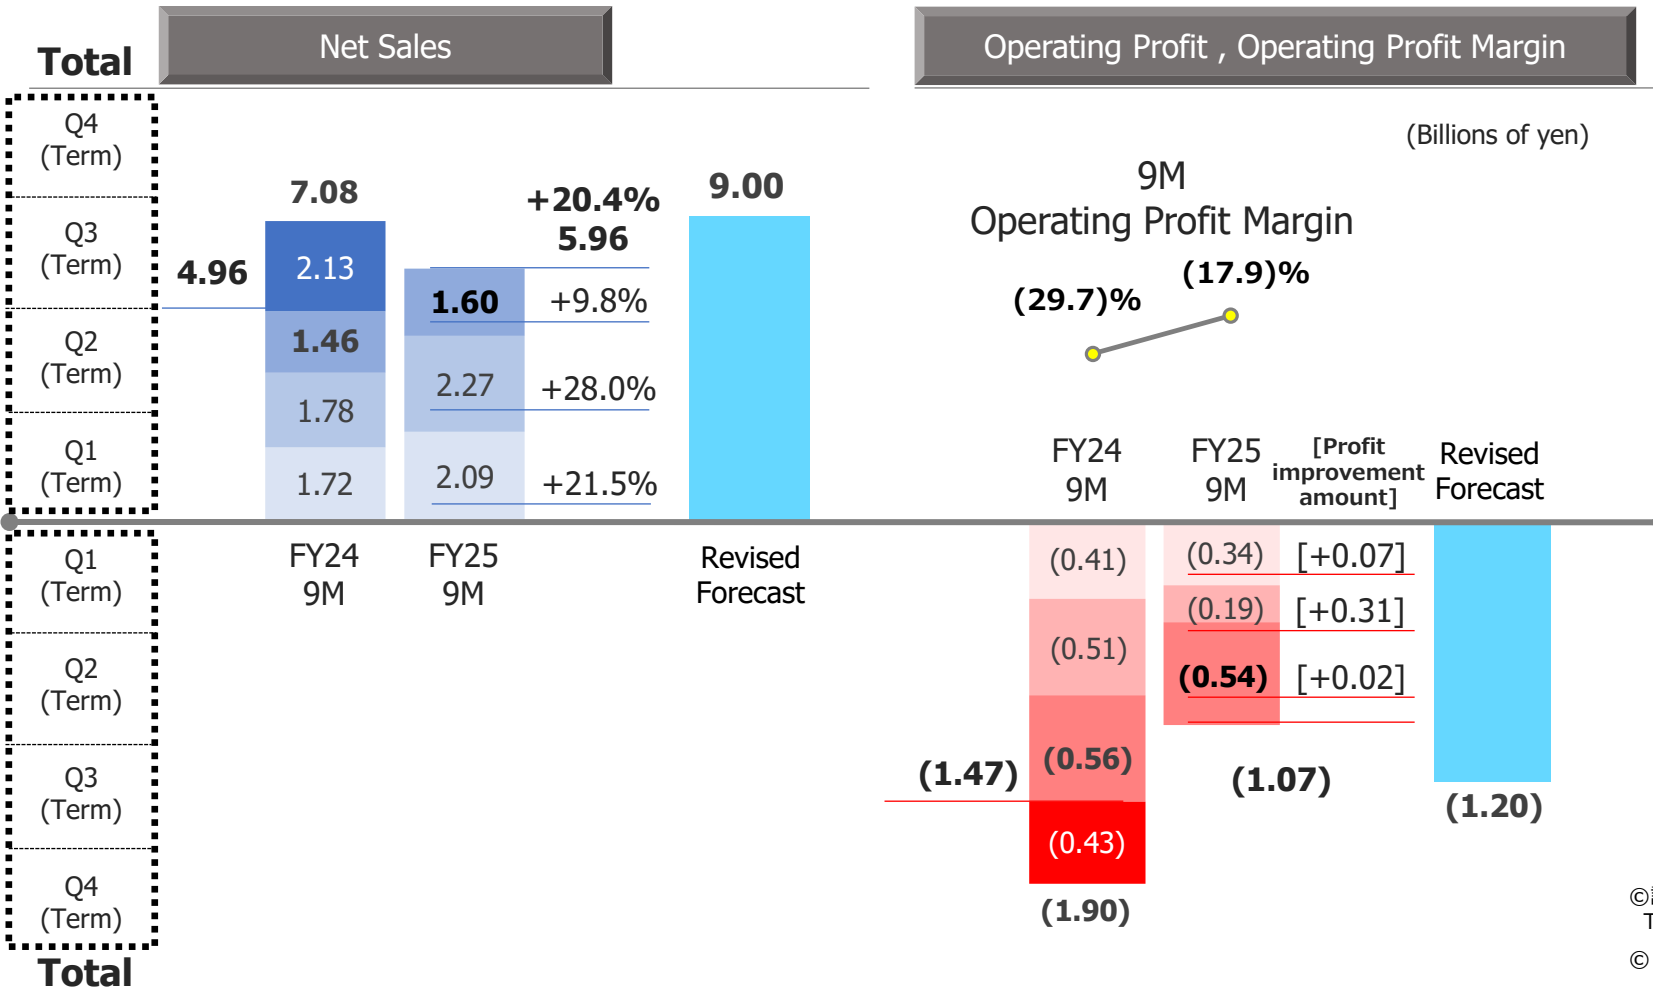 Total
Net Sales
Operating Profit , Operating Profit Margin
(Billions of yen)
Q4
(Term)
Q3
(Term)
Q2
(Term)
Q1
(Term)
7.08
4.96
2.13
1.46
1.78
1.72
+20.4%
5.96
1.60
+9.8%
2.27
+28.0%
2.09
+21.5%
9.00
9M
Operating Profit Margin
(29.7)%
(17.9)%
FY24
9M
FY25
9M
[Profit
improvement
amount]
Revised
Forecast
Q1
(Term)
Q2
(Term)
Q3
(Term)
Q4
(Term)
Total
FY24
9M
FY25
9M
Revised
Forecast
(0.41)
(0.34)
[+0.07]
(0.51)
(0.19)
[+0.31]
(0.56)
(0.54)
[+0.02]
(1.47)
(1.07)
(0.43)
(1.90)
(1.20)
©
T
©